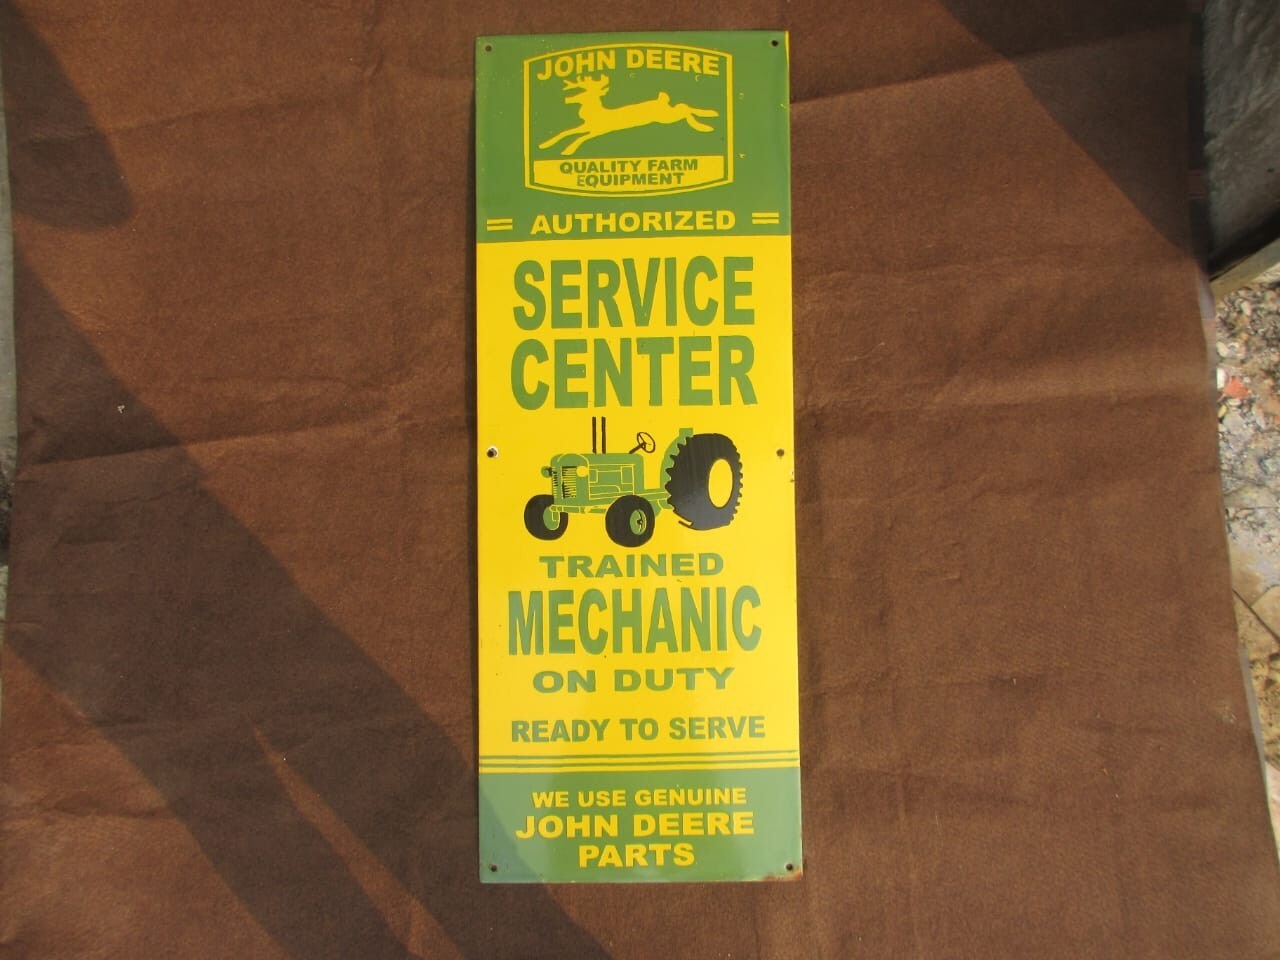 JOHN DEERE
QUALITY FARM
EQUIPMENT
AUTHORIZED
SERVICE
CENTER
TRAINED
MECHANIC
ON DUTY
READY TO SERVE
WE USE GENUINE
JOHN DEERE
PARTS